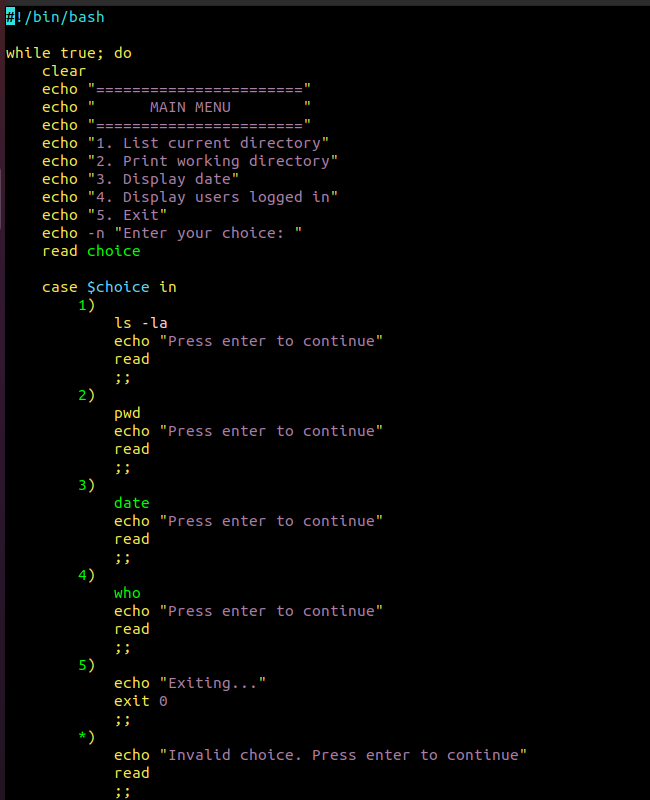 #!/bin/bash

while true; do
    clear
    echo "======================="
    echo "      MAIN MENU        "
    echo "======================="
    echo "1. List current directory"
    echo "2. Print working directory"
    echo "3. Display date"
    echo "4. Display users logged in"
    echo "5. Exit"
    echo -n "Enter your choice: "
    read choice

    case $choice in
        1)
            ls -la
            echo "Press enter to continue"
            read
            ;;
        2)
            pwd
            echo "Press enter to continue"
            read
            ;;
        3)
            date
            echo "Press enter to continue"
            read
            ;;
        4)
            who
            echo "Press enter to continue"
            read
            ;;
        5)
            echo "Exiting..."
            exit 0
            ;;
        *)
            echo "Invalid choice. Press enter to continue"
            read
            ;;